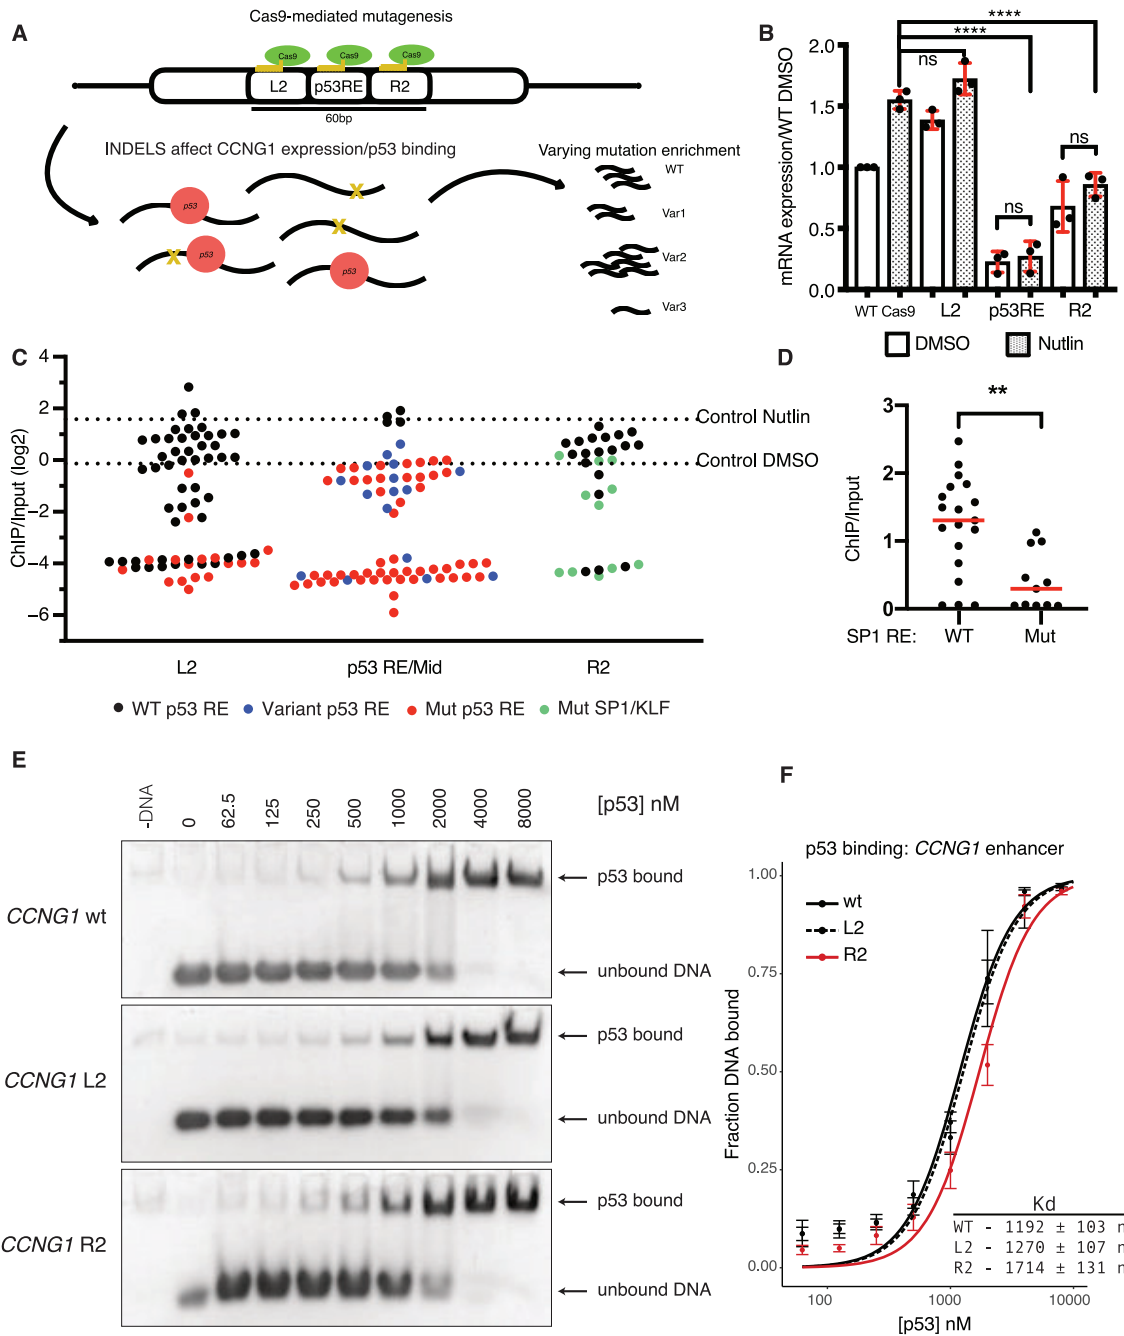 A
Cas9-mediated mutagenesis
Cas9
Cas9
Cas9
L2
p53RE
R2
60bp
INDELS affect CCNG1 expression/p53 binding
Varying mutation enrichment
WT
Var1
Var2
Var3
p53
p53
p53
X
X
X
B
mRNA expression/WT DMSO
2.0
1.5
1.0
0.5
0.0
****
****
ns
ns
ns
WT Cas9 L2 p53RE R2
DMSO
Nutlin
C
ChIP/Input (log2)
4
2
0
−2
−4
−6
Control Nutlin
Control DMSO
L2
p53 RE/Mid
R2
WT p53 RE
Variant p53 RE
Mut p53 RE
Mut SP1/KLF
D
ChIP/Input
3
2
1
0
**
SP1 RE: WT Mut
E
-DNA
0
62.5
125
250
500
1000
2000
4000
8000
[p53] nM
CCNG1 wt
p53 bound
unbound DNA
CCNG1 L2
p53 bound
unbound DNA
CCNG1 R2
p53 bound
unbound DNA
F
p53 binding: CCNG1 enhancer
Fraction DNA bound
1.00
0.75
0.50
0.25
0.00
wt
L2
R2
Kd
WT - 1192 ± 103 n
L2 - 1270 ± 107 n
R2 - 1714 ± 131 n
100
1000
10000
[p53] nM